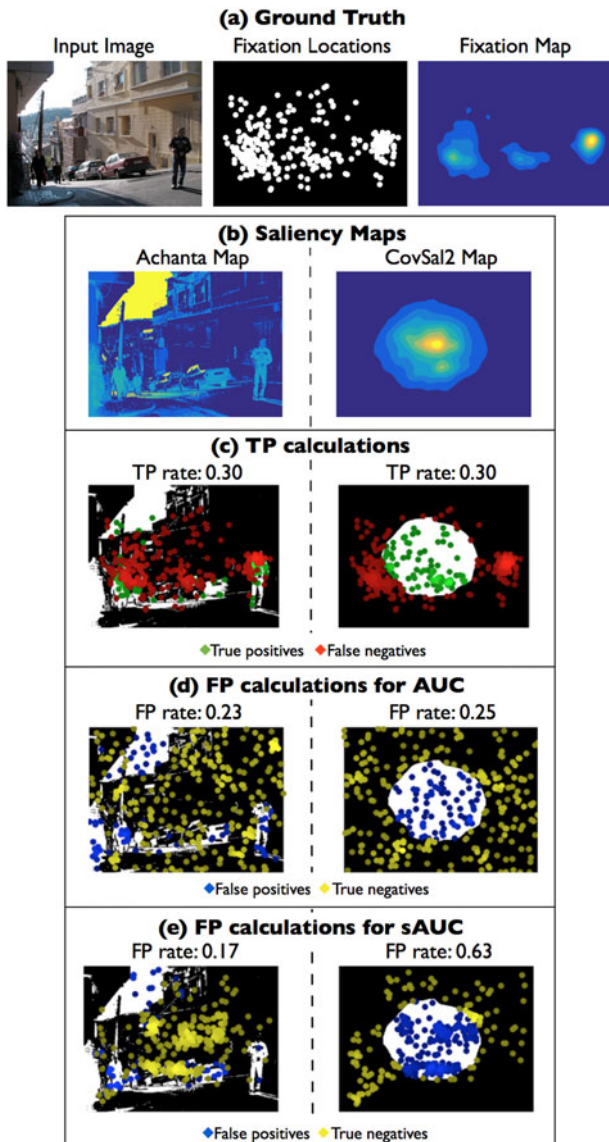 (a) Ground Truth
Input Image Fixation Locations Fixation Map
(b) Saliency Maps
Achanta Map CovSal2 Map
(c) TP calculations
TP rate: 0.30 TP rate: 0.30
True positives False negatives
(d) FP calculations for AUC
FP rate: 0.23 FP rate: 0.25
False positives True negatives
(e) FP calculations for sAUC
FP rate: 0.17 FP rate: 0.63
False positives True negatives